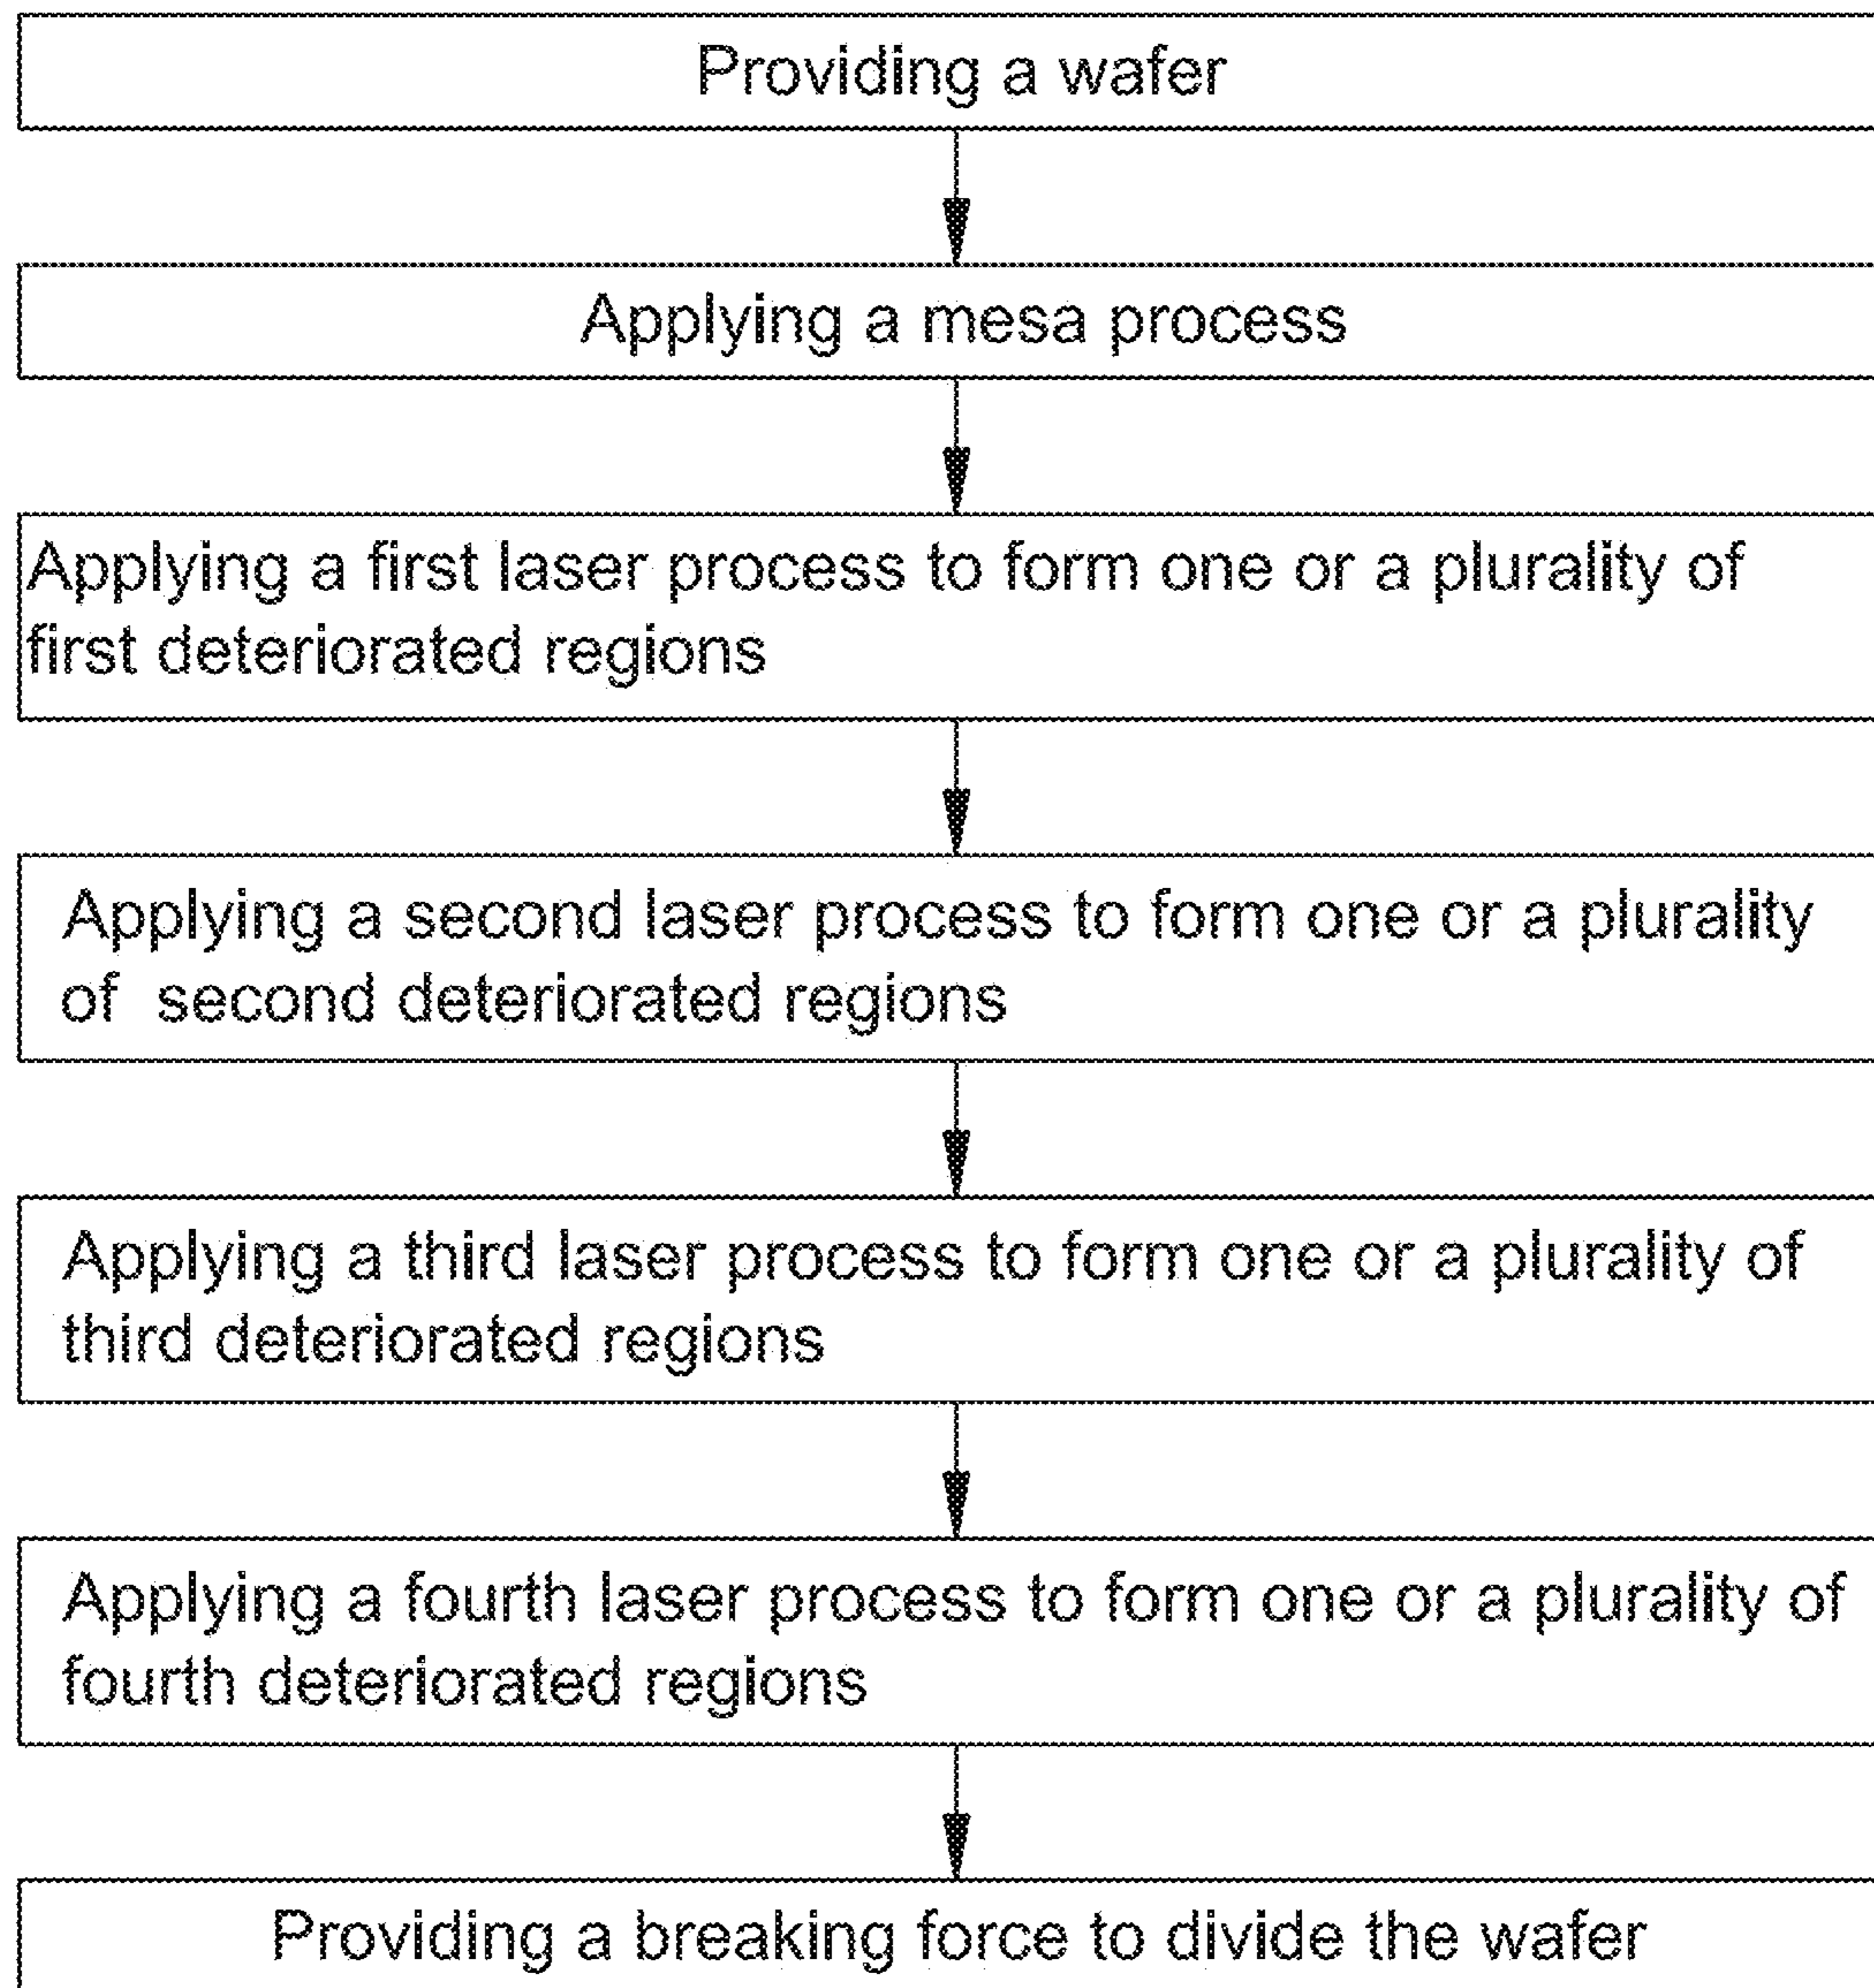 Providing a wafer
Applying a mesa process
Applying a first laser process to form one or a plurality of
first deteriorated regions
Applying a second laser process to form one or a plurality
of second deteriorated regions
Applying a third laser process to form one or a plurality of
third deteriorated regions
Applying a fourth laser process to form one or a plurality of
fourth deteriorated regions
Providing a breaking force to divide the wafer